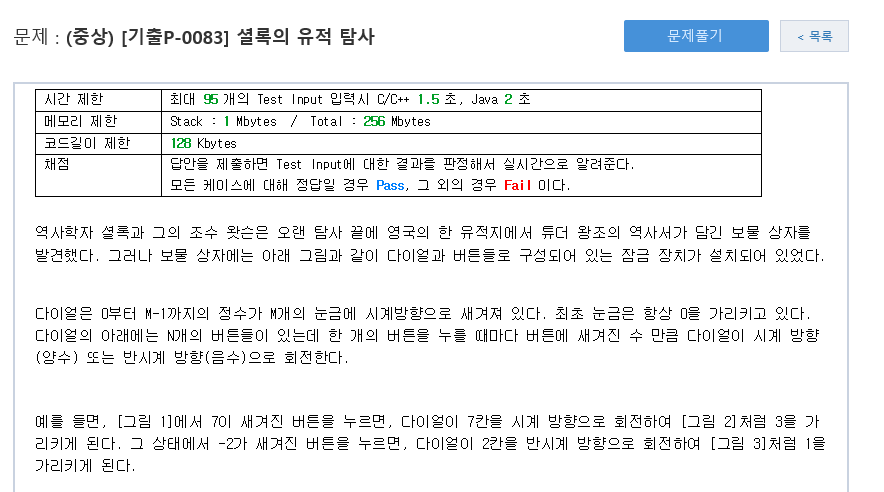 문제 : (중상) [기출P-0083] 셜록의 유적 탐사
문제풀기
< 목록
시간 제한 최대 95 개의 Test Input 입력시 C/C++ 1.5 초, Java 2 초
메모리 제한 Stack : 1 Mbytes / Total : 256 Mbytes
코드길이 제한 128 Kbytes
채점 답안을 제출하면 Test Input에 대한 결과를 판정해서 실시간으로 알려준다.
모든 케이스에 대해 정답일 경우 Pass, 그 외의 경우 Fail 이다.
역사학자 셜록과 그의 조수 왓슨은 오랜 탐사 끝에 영국의 한 유적지에서 튜더 왕조의 역사서가 담긴 보물 상자를
발견했다. 그러나 보물 상자에는 아래 그림과 같이 다이얼과 버튼들로 구성되어 있는 잠금 장치가 설치되어 있었다.
다이얼은 0부터 M-1까지의 정수가 M개의 눈금에 시계방향으로 새겨져 있다. 최초 눈금은 항상 0을 가리키고 있다.
다이얼의 아래에는 N개의 버튼들이 있는데 한 개의 버튼을 누를 때마다 버튼에 새겨진 수 만큼 다이얼이 시계 방향
(양수) 또는 반시계 방향(음수)으로 회전한다.
예를 들면, [그림 1]에서 7이 새겨진 버튼을 누르면, 다이얼이 7칸을 시계 방향으로 회전하여 [그림 2]처럼 3을 가
리키게 된다. 그 상태에서 -2가 새겨진 버튼을 누르면, 다이얼이 2칸을 반시계 방향으로 회전하여 [그림 3]처럼 1을
가리키게 된다.